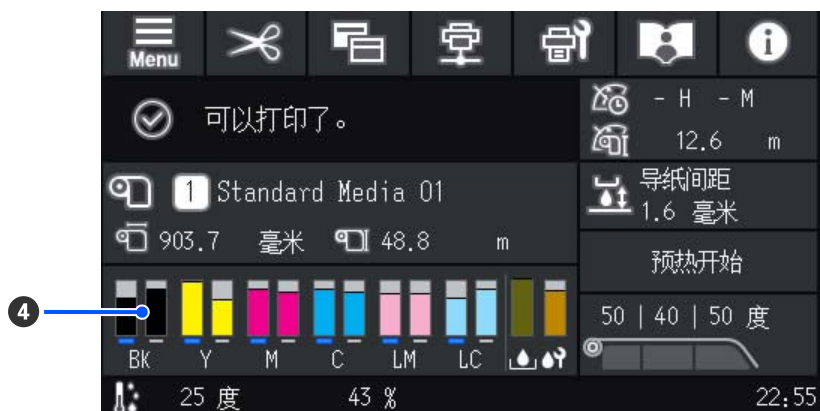 Menu
可以打印了。
- H - M
12.6 m
1 Standard Media 01
903.7 毫米 48.8 m
导纸间距
1.6 毫米
预热开始
4
BK Y M C LM LC
50 | 40 | 50 度
25 度 43 % 22:55